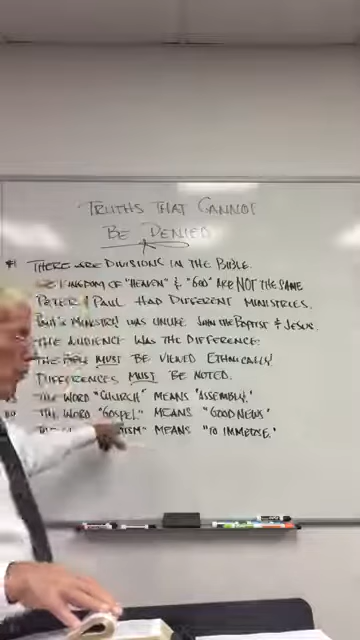 TRUTHS THAT CANNOT
BE DENIED
#1 THERE ARE DIVISIONS IN THE BIBLE.
KINGDOM OF "HEAVEN" & "GOD" ARE NOT THE SAME
PETER / PAUL HAD DIFFERENT MINISTRIES.
PAUL'S MINISTRY WAS UNLIKE JOHN THE BAPTIST & JESUS.
THE AUDIENCE WAS THE DIFFERENCE.
THE BIBLE MUST BE VIEWED ETHNICALLY!
DIFFERENCES MUST BE NOTED.
THE WORD "CHURCH" MEANS "ASSEMBLY."
THE WORD "GOSPEL" MEANS "GOOD NEWS"
MEANS "TO IMMERSE."